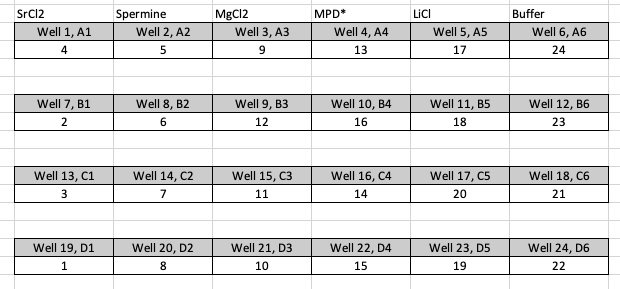 SrCl2 Spermine MgCl2 MPD* LiCl Buffer
Well 1, A1 Well 2, A2 Well 3, A3 Well 4, A4 Well 5, A5 Well 6, A6
4 5 9 13 17 24
Well 7, B1 Well 8, B2 Well 9, B3 Well 10, B4 Well 11, B5 Well 12, B6
2 6 12 16 18 23
Well 13, C1 Well 14, C2 Well 15, C3 Well 16, C4 Well 17, C5 Well 18, C6
3 7 11 14 20 21
Well 19, D1 Well 20, D2 Well 21, D3 Well 22, D4 Well 23, D5 Well 24, D6
1 8 10 15 19 22